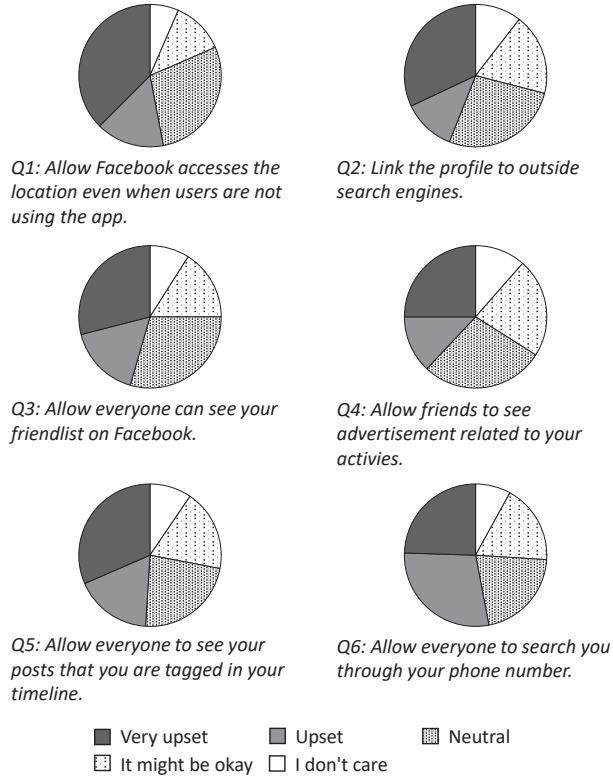 Q1: Allow Facebook accesses the
location even when users are not
using the app.
Q2: Link the profile to outside
search engines.
Q3: Allow everyone can see your
friendlist on Facebook.
Q4: Allow friends to see
advertisement related to your
activies.
Q5: Allow everyone to see your
posts that you are tagged in your
timeline.
Q6: Allow everyone to search you
through your phone number.
Very upset Upset Neutral
It might be okay I don't care